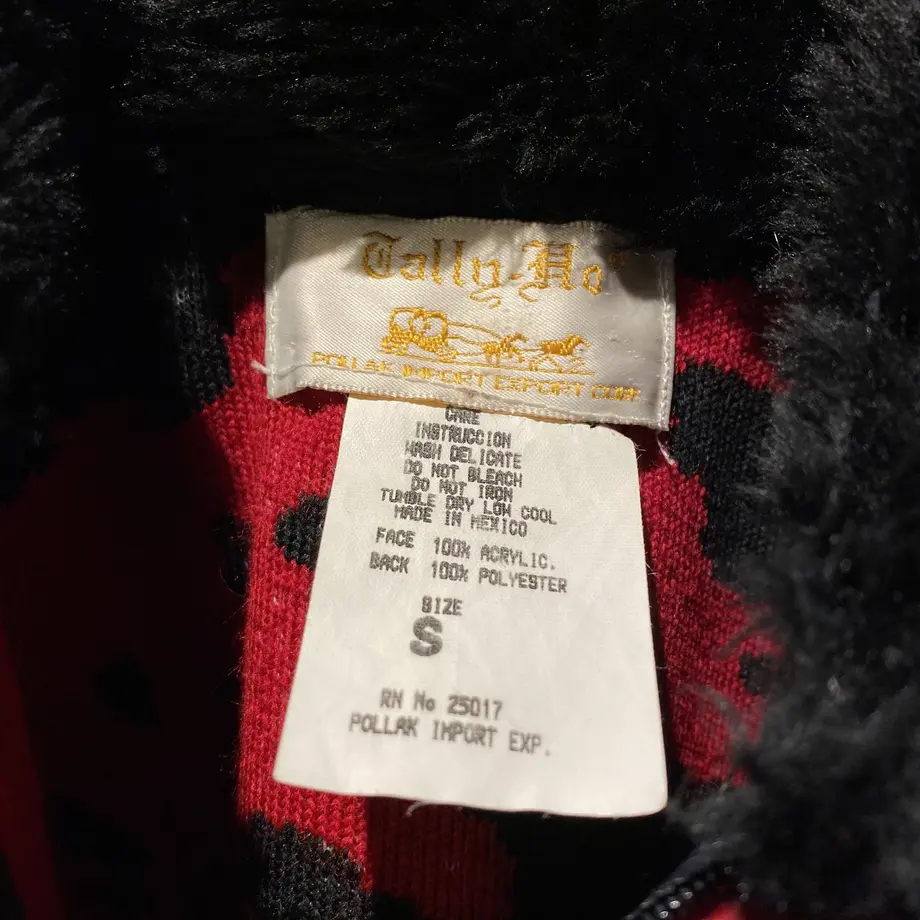 Tally-Ho
POLLAK IMPORT EXPORT CORP
CARE
INSTRUCCION
WASH DELICATE
DO NOT BLEACH
DO NOT IRON
TUMBLE DRY LOW COOL
MADE IN MEXICO
FACE 100% ACRYLIC.
BACK 100% POLYESTER
SIZE
S
RN No 25017
POLLAK IMPORT EXP.